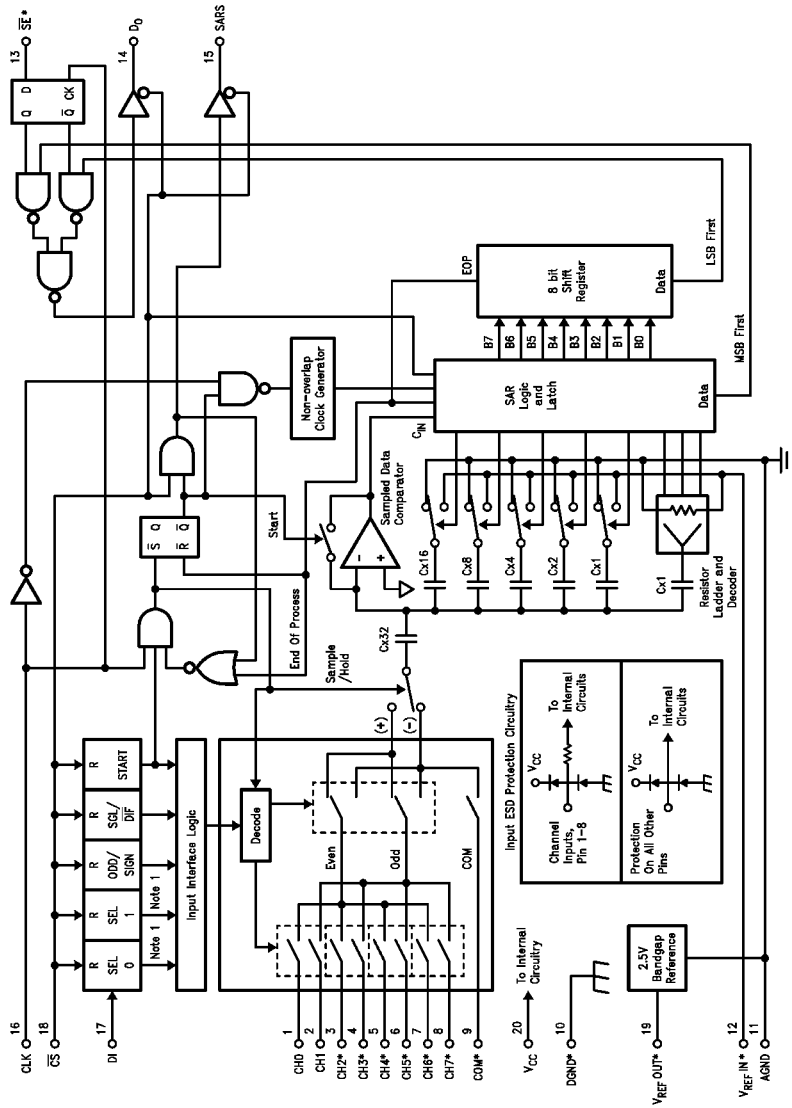 CLK 16
C̅S̅ 18
DI 17
SEL 0 R
SEL 1 R
ODD/ SIGN R
SGL/ D̅I̅F̅ R
START R
Note 1 Note 1
Input Interface Logic
Decode
Even
Odd
COM
(+)
(-)
CH0 1
CH1 2
CH2* 3
CH3* 4
CH4* 5
CH5* 6
CH6* 7
CH7* 8
COM* 9
VCC 20
To Internal
Circuitry
DGND* 10
VREF OUT* 19
2.5V
Bandgap
Reference
VREF IN* 12
AGND 11
Input ESD Protection Circuitry
Channel
Inputs,
Pin 1-8
VCC
To
Internal
Circuits
Protection
On All Other
Pins
VCC
To
Internal
Circuits
End Of Process
Sample
/Hold
Cx32
S̅ Q
R̅ Q̅
Start
Sampled Data
Comparator
-
+
Cx16
Cx8
Cx4
Cx2
Cx1
Cx1
Resistor
Ladder and
Decoder
Non-overlap
Clock Generator
CIN
SAR
Logic
and
Latch
Data
B7
B6
B5
B4
B3
B2
B1
B0
EOP
8 bit
Shift
Register
Data
LSB First
MSB First
Q D
Q̅ CK
13 S̅E̅*
14 DO
15 SARS